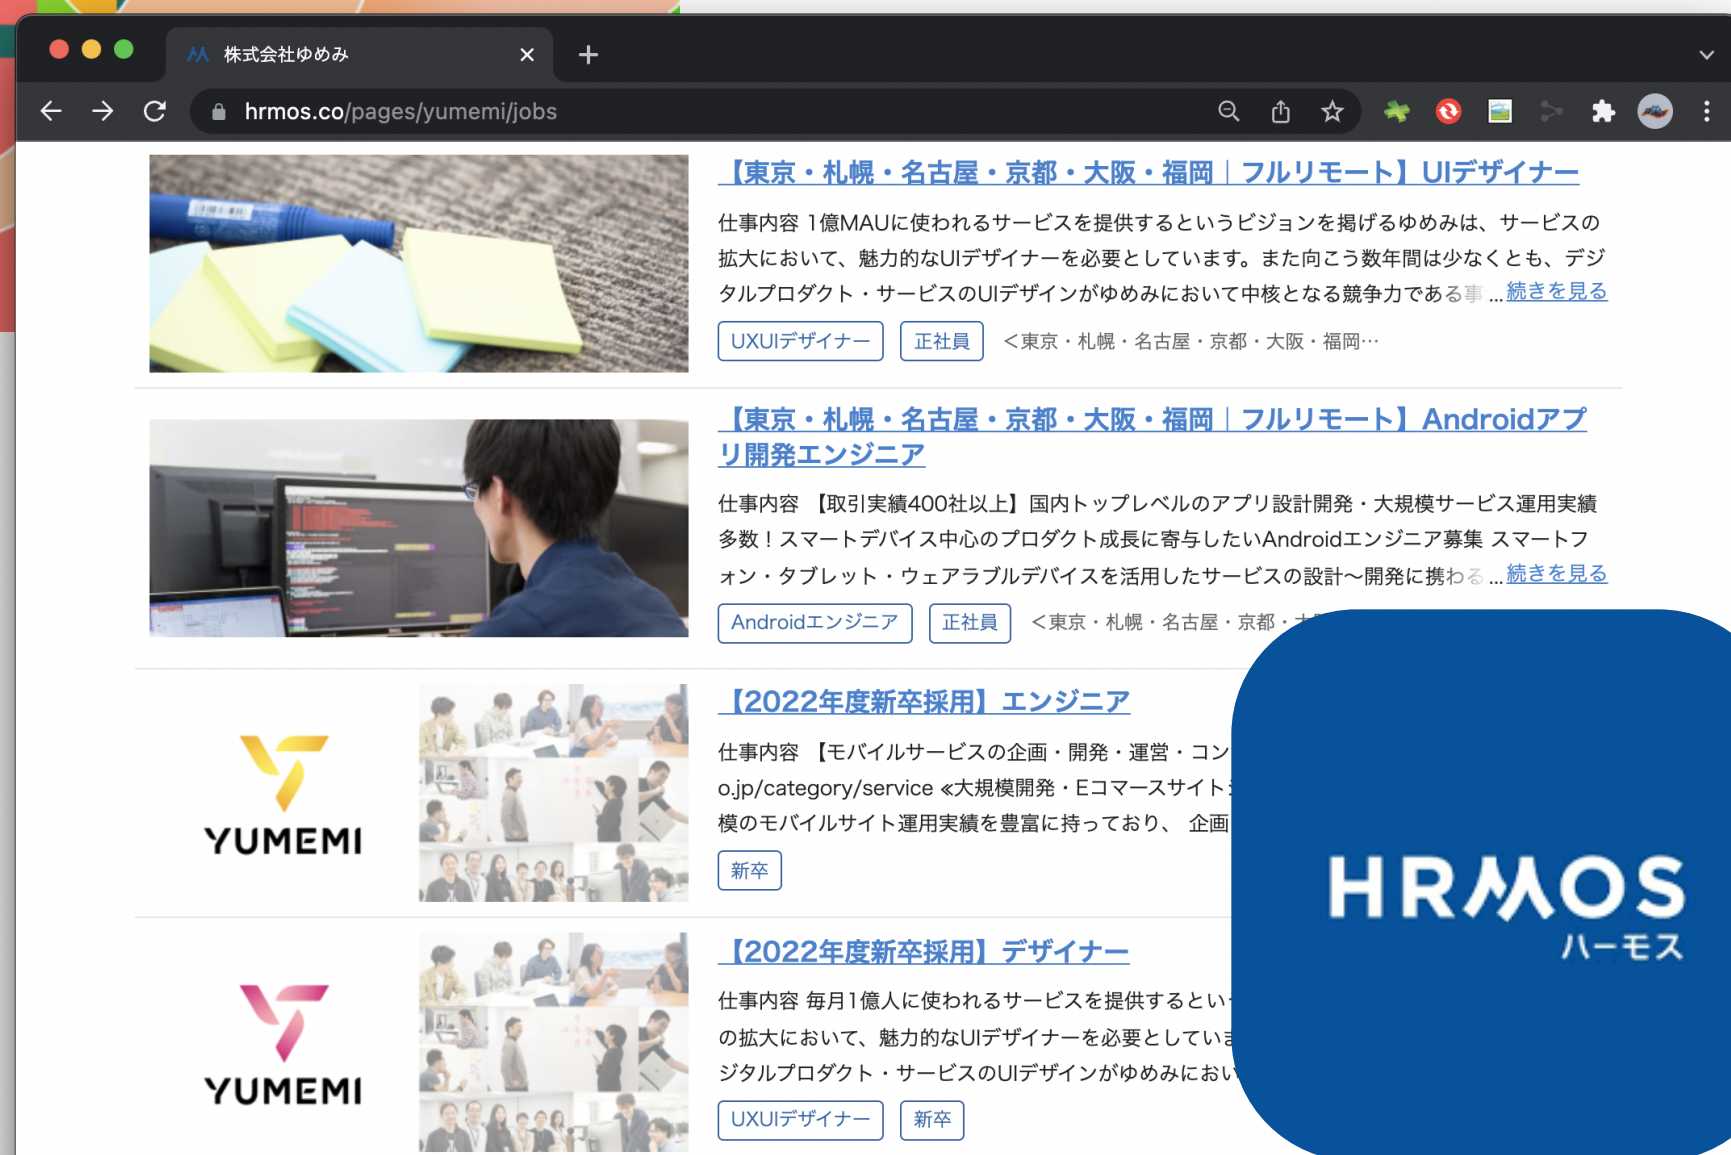 株式会社ゆめみ
hrmos.co/pages/yumemi/jobs
【東京・札幌・名古屋・京都・大阪・福岡｜フルリモート】UIデザイナー
仕事内容 1億MAUに使われるサービスを提供するというビジョンを掲げるゆめみは、サービスの
拡大において、魅力的なUIデザイナーを必要としています。また向こう数年間は少なくとも、デジ
タルプロダクト・サービスのUIデザインがゆめみにおいて中核となる競争力である事 ...続きを見る
UXUIデザイナー 正社員 ＜東京・札幌・名古屋・京都・大阪・福岡…
【東京・札幌・名古屋・京都・大阪・福岡｜フルリモート】Androidアプ
リ開発エンジニア
仕事内容 【取引実績400社以上】国内トップレベルのアプリ設計開発・大規模サービス運用実績
多数！スマートデバイス中心のプロダクト成長に寄与したいAndroidエンジニア募集 スマートフ
ォン・タブレット・ウェアラブルデバイスを活用したサービスの設計〜開発に携わる ...続きを見る
Androidエンジニア 正社員 ＜東京・札幌・名古屋・京都・
YUMEMI
【2022年度新卒採用】エンジニア
仕事内容 【モバイルサービスの企画・開発・運営・コン
o.jp/category/service ≪大規模開発・Eコマースサイト
模のモバイルサイト運用実績を豊富に持っており、 企画
新卒
YUMEMI
【2022年度新卒採用】デザイナー
仕事内容 毎月1億人に使われるサービスを提供するとい
の拡大において、魅力的なUIデザイナーを必要としてい
ジタルプロダクト・サービスのUIデザインがゆめみにおい
UXUIデザイナー 新卒
HRMOS
ハーモス